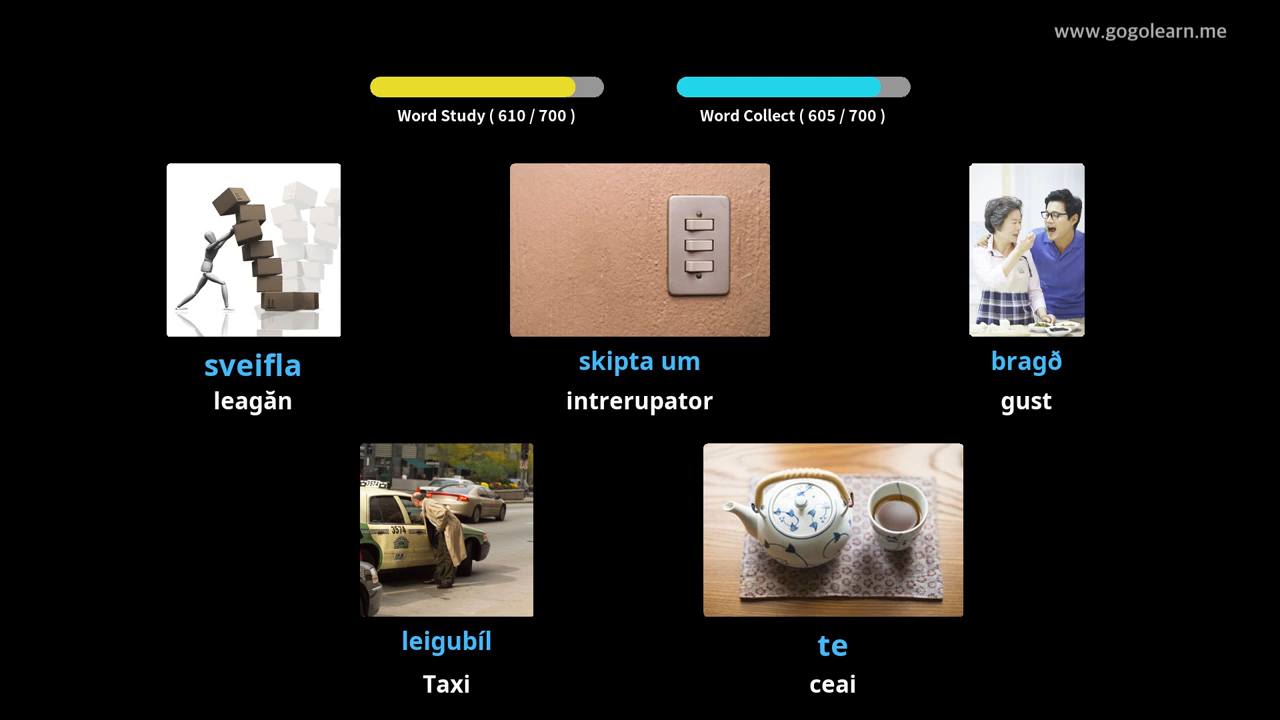 www.gogolearn.me
Word Study ( 610 / 700 )
Word Collect ( 605 / 700 )
sveifla
leagăn
skipta um
intrerupator
bragð
gust
3574
leigubíl
Taxi
te
ceai